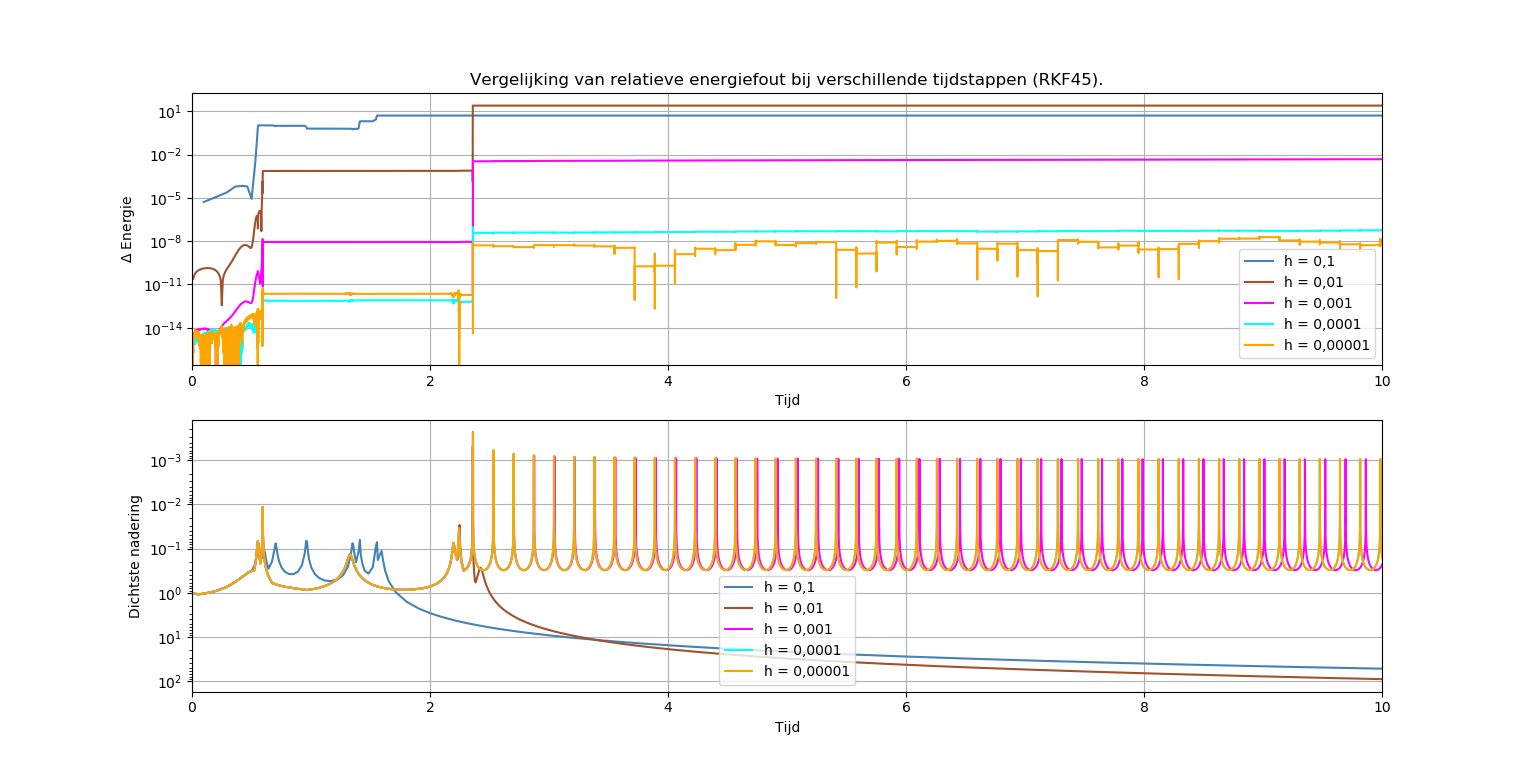 Vergelijking van relatieve energiefout bij verschillende tijdstappen (RKF45).
Δ Energie
10^1
10^-2
10^-5
10^-8
10^-11
10^-14
h = 0,1
h = 0,01
h = 0,001
h = 0,0001
h = 0,00001
0 2 4 6 8 10
Tijd
Dichtste nadering
10^-3
10^-2
10^-1
10^0
10^1
10^2
h = 0,1
h = 0,01
h = 0,001
h = 0,0001
h = 0,00001
0 2 4 6 8 10
Tijd